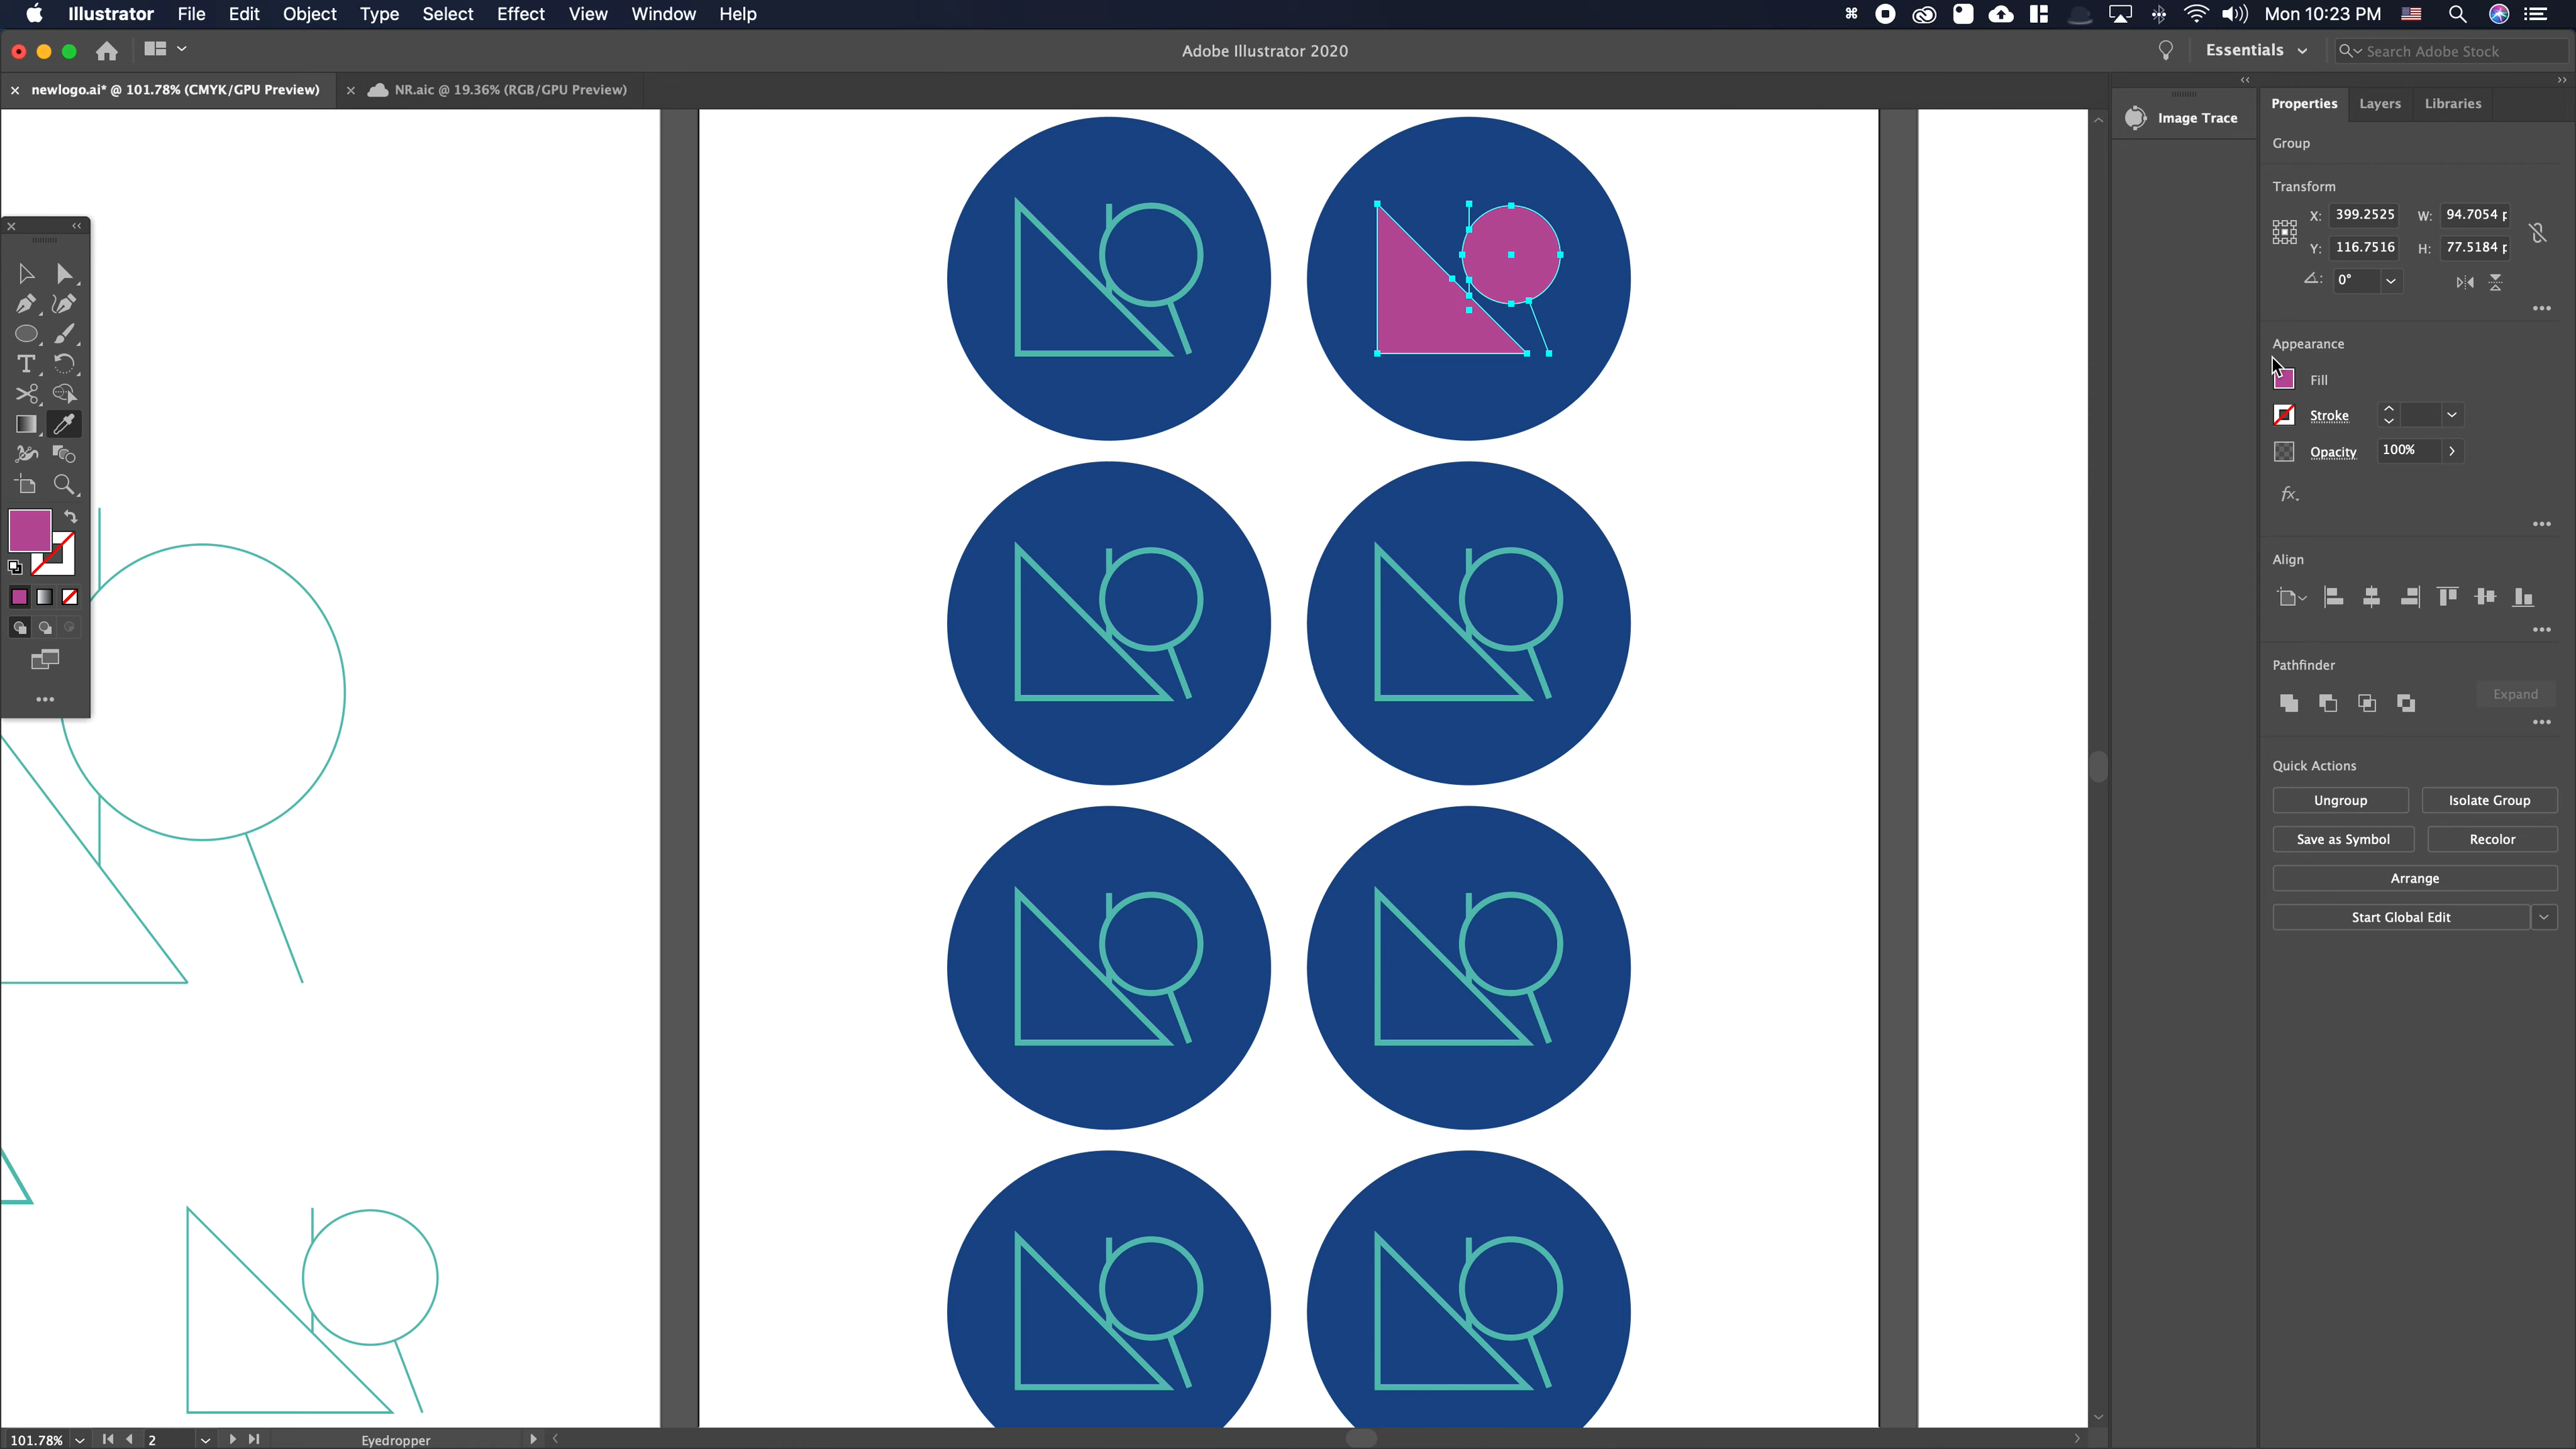 Illustrator File Edit Object Type Select Effect View Window Help
Mon 10:23 PM
Adobe Illustrator 2020
Essentials
Search Adobe Stock
newlogo.ai* @ 101.78% (CMYK/GPU Preview)
NR.aic @ 19.36% (RGB/GPU Preview)
Image Trace
Properties Layers Libraries
Group
Transform
X: 399.2525 W: 94.7054 p
Y: 116.7516 H: 77.5184 p
0°
Appearance
Fill
Stroke
Opacity 100%
fx.
Align
Pathfinder
Expand
Quick Actions
Ungroup Isolate Group
Save as Symbol Recolor
Arrange
Start Global Edit
101.78% 2 Eyedropper